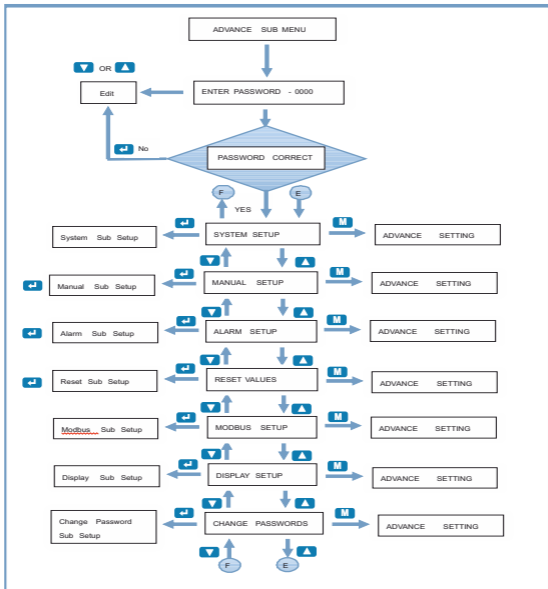 ADVANCE SUB MENU
OR
Edit
ENTER PASSWORD - 0000
No
PASSWORD CORRECT
F
YES
E
System Sub Setup
SYSTEM SETUP
M
ADVANCE SETTING
Manual Sub Setup
MANUAL SETUP
M
ADVANCE SETTING
Alarm Sub Setup
ALARM SETUP
M
ADVANCE SETTING
Reset Sub Setup
RESET VALUES
M
ADVANCE SETTING
Modbus Sub Setup
MODBUS SETUP
M
ADVANCE SETTING
Display Sub Setup
DISPLAY SETUP
M
ADVANCE SETTING
Change Password
Sub Setup
CHANGE PASSWORDS
M
ADVANCE SETTING
F
E